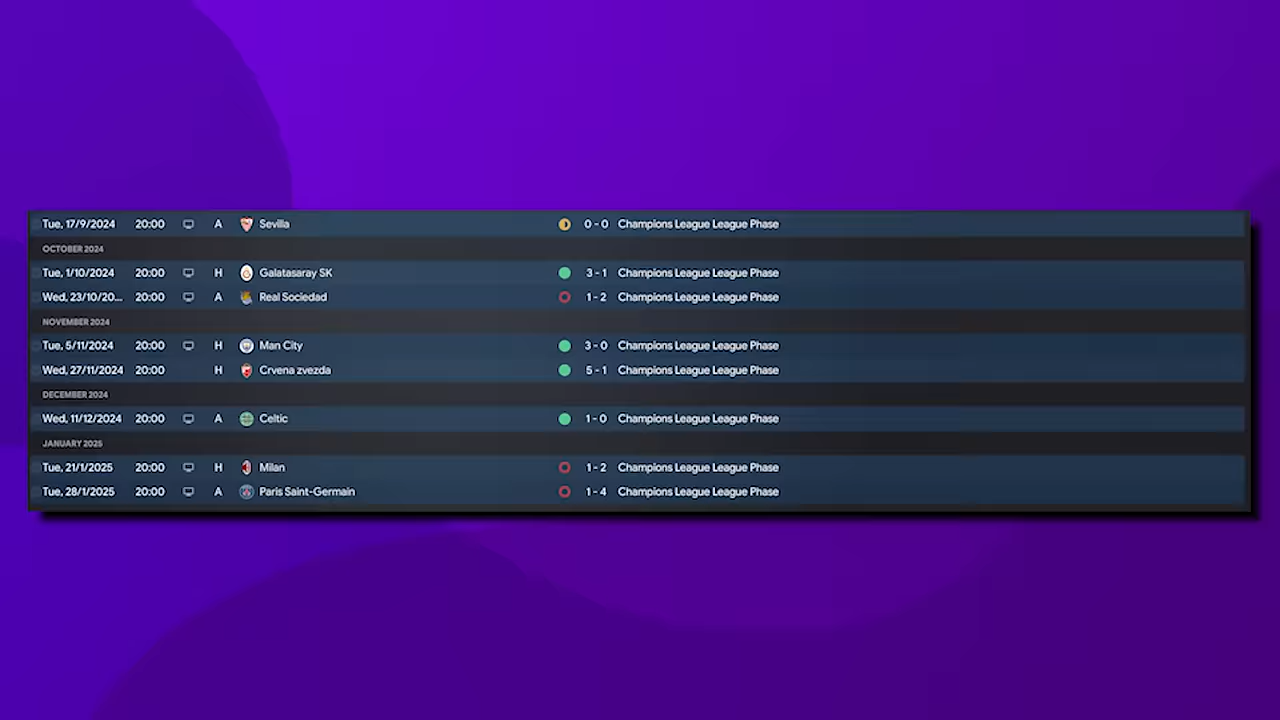 Tue, 17/9/2024 20:00 A Sevilla 0 - 0 Champions League League Phase
OCTOBER 2024
Tue, 1/10/2024 20:00 H Galatasaray SK 3 - 1 Champions League League Phase
Wed, 23/10/20... 20:00 A Real Sociedad 1 - 2 Champions League League Phase
NOVEMBER 2024
Tue, 5/11/2024 20:00 H Man City 3 - 0 Champions League League Phase
Wed, 27/11/2024 20:00 H Crvena zvezda 5 - 1 Champions League League Phase
DECEMBER 2024
Wed, 11/12/2024 20:00 A Celtic 1 - 0 Champions League League Phase
JANUARY 2025
Tue, 21/1/2025 20:00 H Milan 1 - 2 Champions League League Phase
Tue, 28/1/2025 20:00 A Paris Saint-Germain 1 - 4 Champions League League Phase